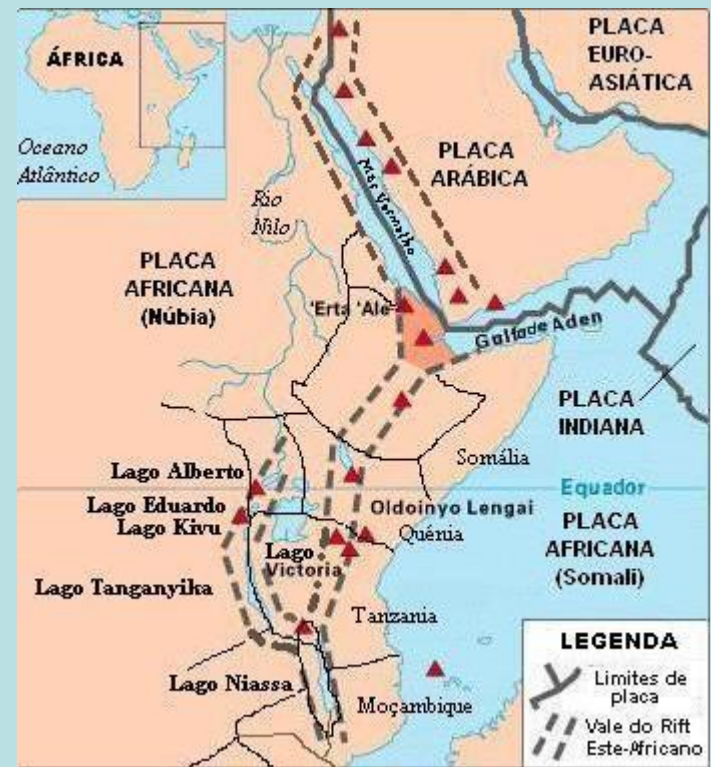 ÁFRICA
Oceano
Atlântico
PLACA
EURO-
ASIÁTICA
PLACA
ARÁBICA
Mar Vermelho
Rio
Nilo
PLACA
AFRICANA
(Núbia)
'Erta 'Ale
Golfo de Aden
PLACA
INDIANA
Somália
Lago Alberto
Equador
Lago Eduardo
Oldoinyo Lengai
Lago Kivu
Quénia
PLACA
AFRICANA
(Somali)
Lago
Victoria
Lago Tanganyika
Tanzania
Lago Niassa
Moçambique
LEGENDA
Limites de
placa
Vale do Rift
Este-Africano